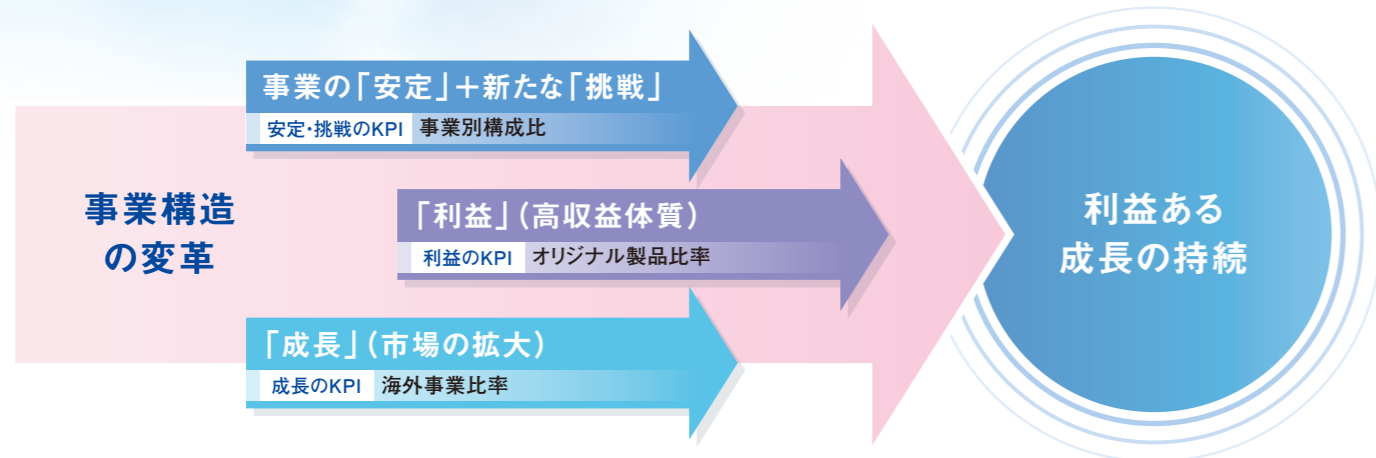 事業構造
の変革
事業の「安定」＋新たな「挑戦」
安定・挑戦のKPI 事業別構成比
「利益」（高収益体質）
利益のKPI オリジナル製品比率
「成長」（市場の拡大）
成長のKPI 海外事業比率
利益ある
成長の持続